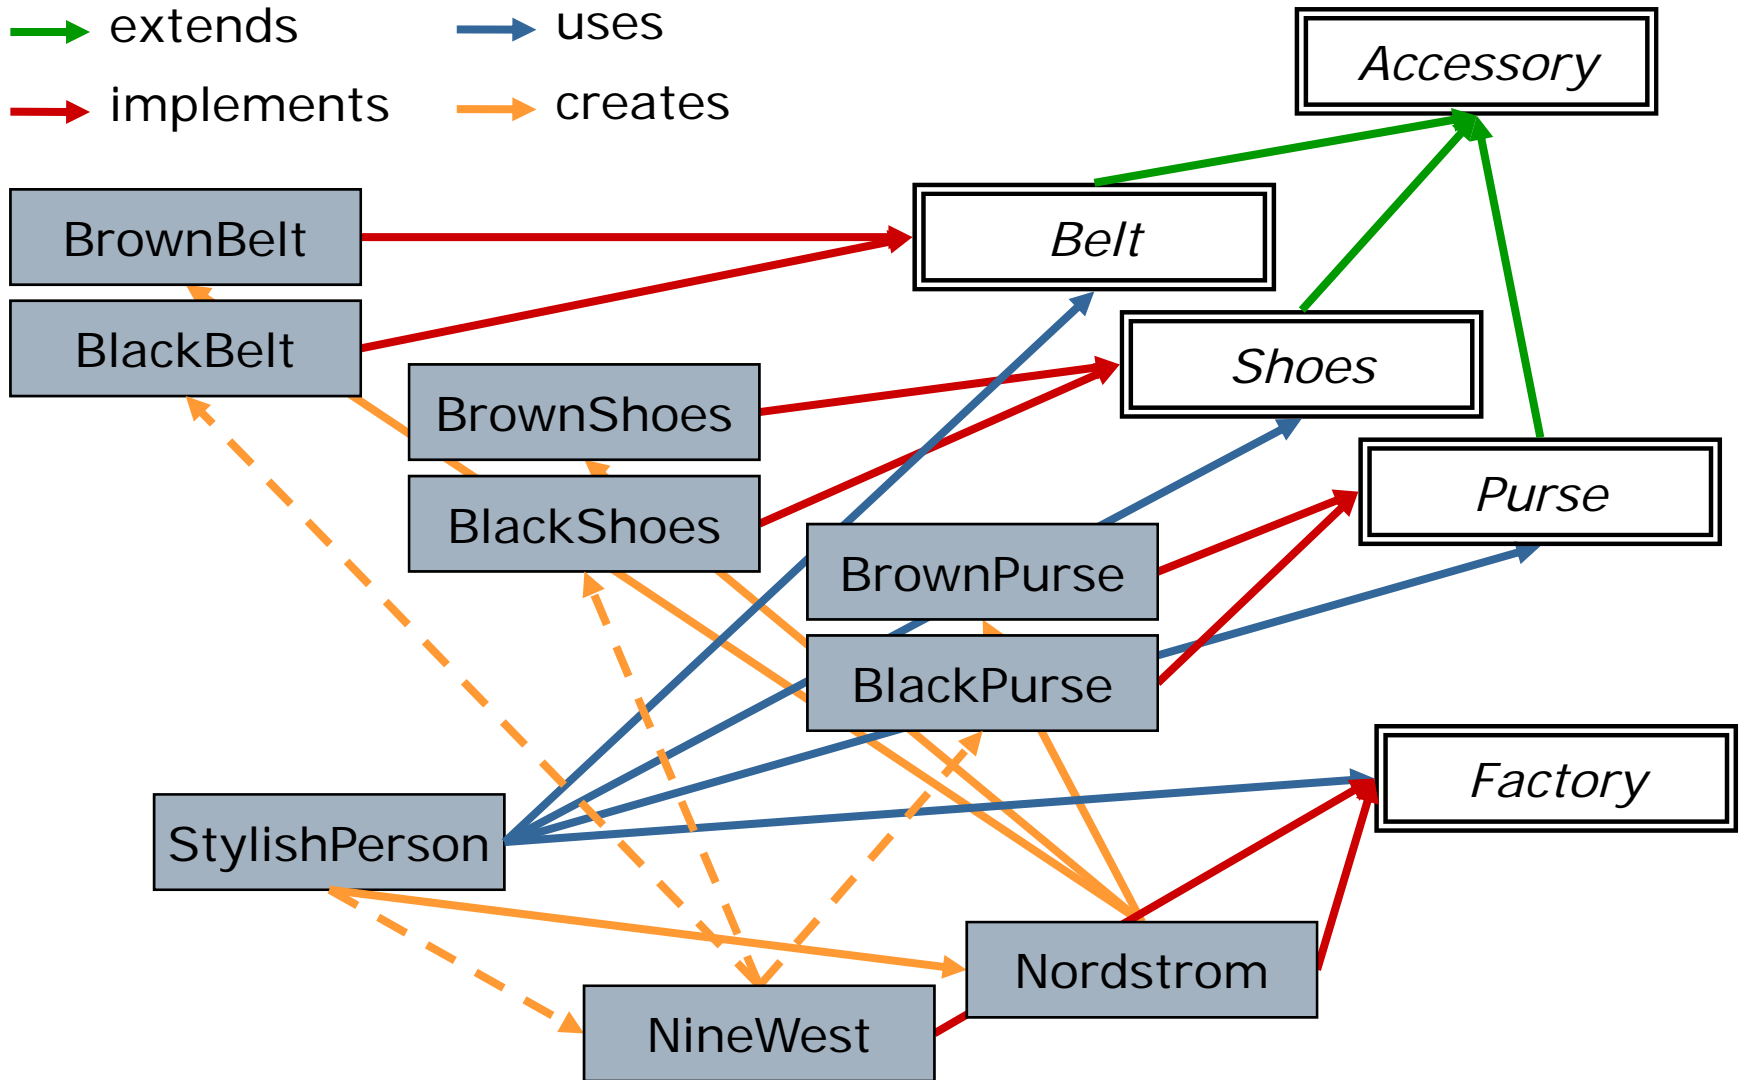 extends
uses
implements
creates
Accessory
BrownBelt
Belt
BlackBelt
Shoes
BrownShoes
Purse
BlackShoes
BrownPurse
BlackPurse
Factory
StylishPerson
Nordstrom
NineWest